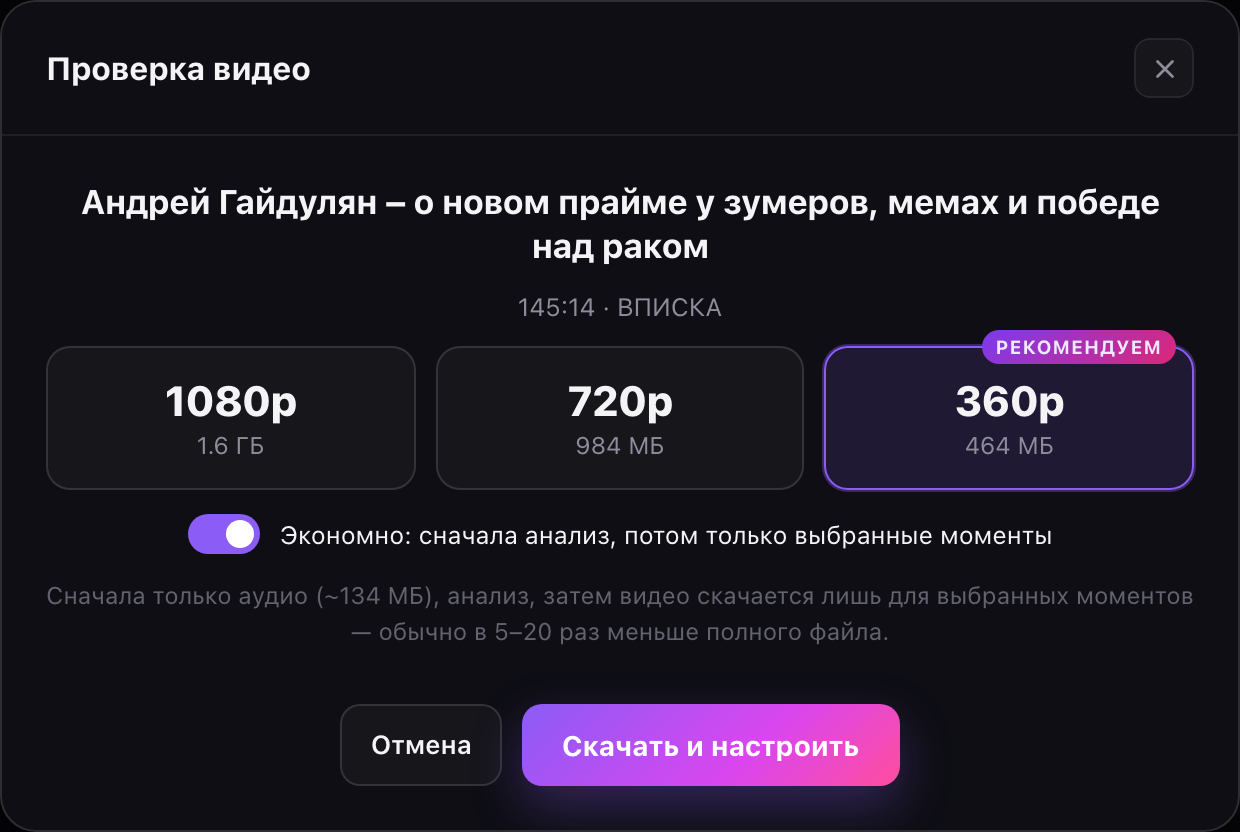 Проверка видео
Андрей Гайдулян – о новом прайме у зумеров, мемах и победе
над раком
145:14 · ВПИСКА
РЕКОМЕНДУЕМ
1080p
1.6 ГБ
720p
984 МБ
360p
464 МБ
Экономно: сначала анализ, потом только выбранные моменты
Сначала только аудио (~134 МБ), анализ, затем видео скачается лишь для выбранных моментов
— обычно в 5–20 раз меньше полного файла.
Отмена
Скачать и настроить